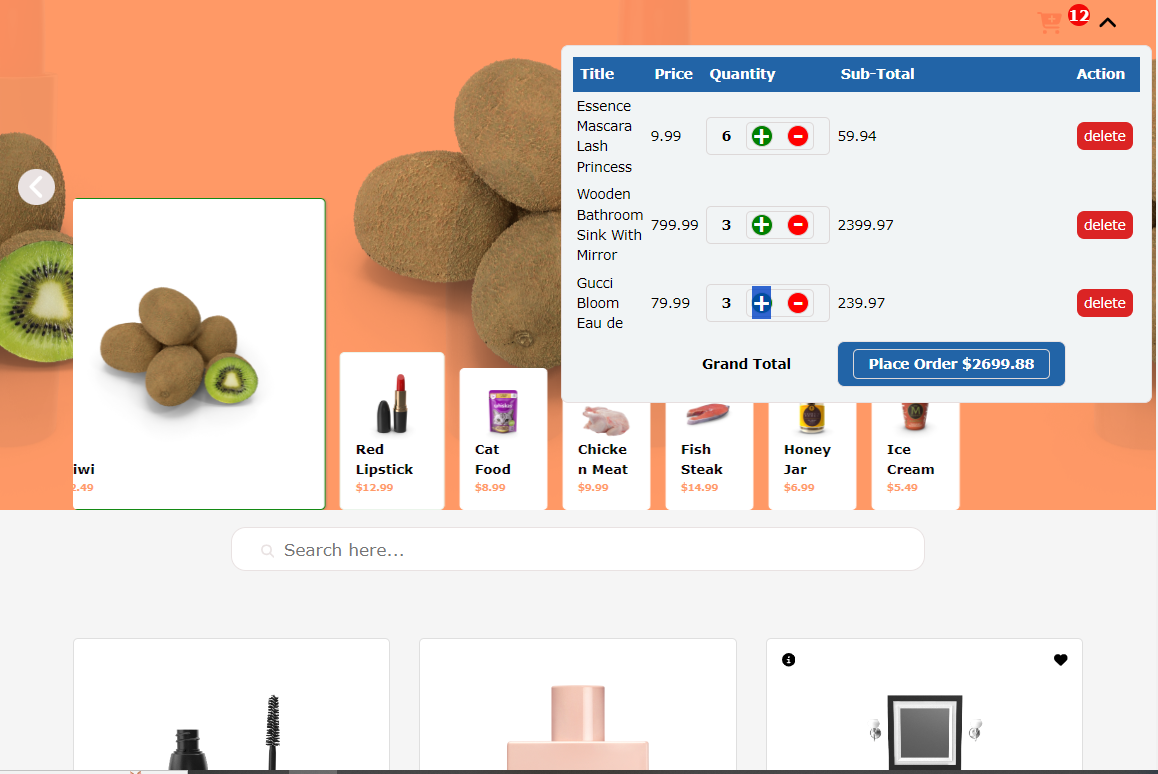 12
Title Price Quantity Sub-Total Action
Essence
Mascara
Lash
Princess
9.99 6 59.94 delete
Wooden
Bathroom
Sink With
Mirror
799.99 3 2399.97 delete
Gucci
Bloom
Eau de
79.99 3 239.97 delete
Grand Total Place Order $2699.88
iwi
2.49
Red
Lipstick
$12.99
Cat
Food
$8.99
Chicke
n Meat
$9.99
Fish
Steak
$14.99
Honey
Jar
$6.99
Ice
Cream
$5.49
Search here...